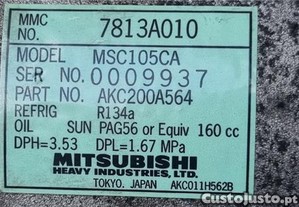 MMC NO. 7813A010
MODEL MSC105CA
SER NO. 0009937
PART NO. AKC200A564
REFRIG R134a
OIL SUN PAG56 or Equiv 160 cc
DPH=3.53 DPL=1.67 MPa
MITSUBISHI
HEAVY INDUSTRIES, LTD.
TOKYO. JAPAN AKC011H562B
CustoJusto.pt